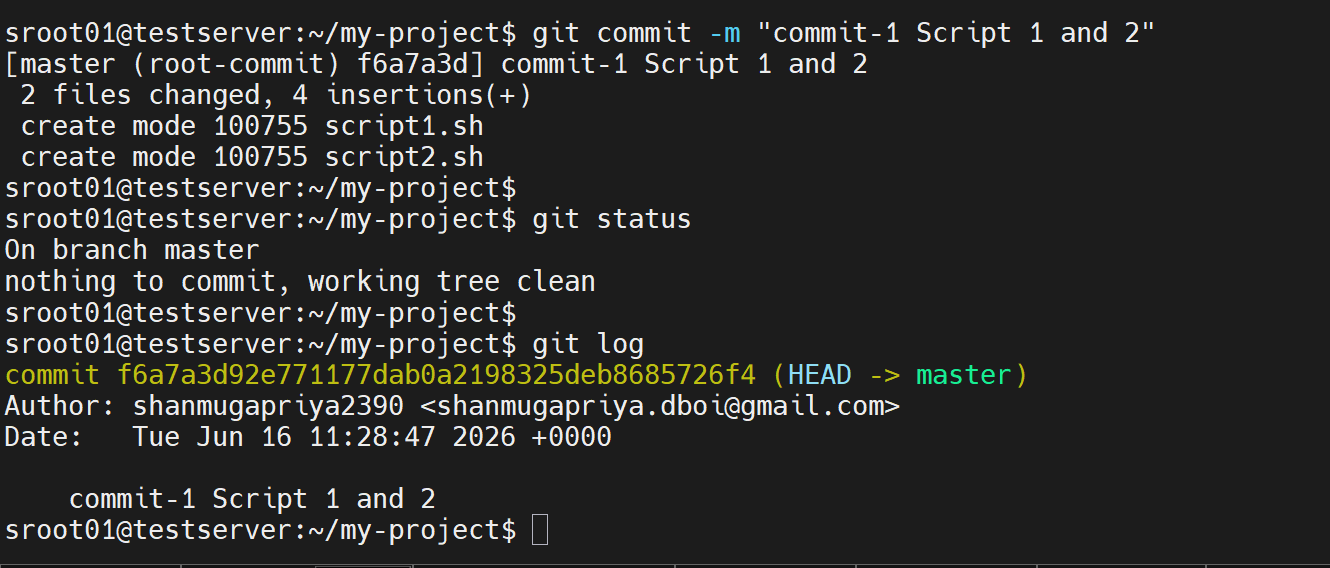 sroot01@testserver:~/my-project$ git commit -m "commit-1 Script 1 and 2"
[master (root-commit) f6a7a3d] commit-1 Script 1 and 2
 2 files changed, 4 insertions(+)
 create mode 100755 script1.sh
 create mode 100755 script2.sh
sroot01@testserver:~/my-project$
sroot01@testserver:~/my-project$ git status
On branch master
nothing to commit, working tree clean
sroot01@testserver:~/my-project$
sroot01@testserver:~/my-project$ git log
commit f6a7a3d92e771177dab0a2198325deb8685726f4 (HEAD -> master)
Author: shanmugapriya2390 <shanmugapriya.dboi@gmail.com>
Date:   Tue Jun 16 11:28:47 2026 +0000

    commit-1 Script 1 and 2
sroot01@testserver:~/my-project$